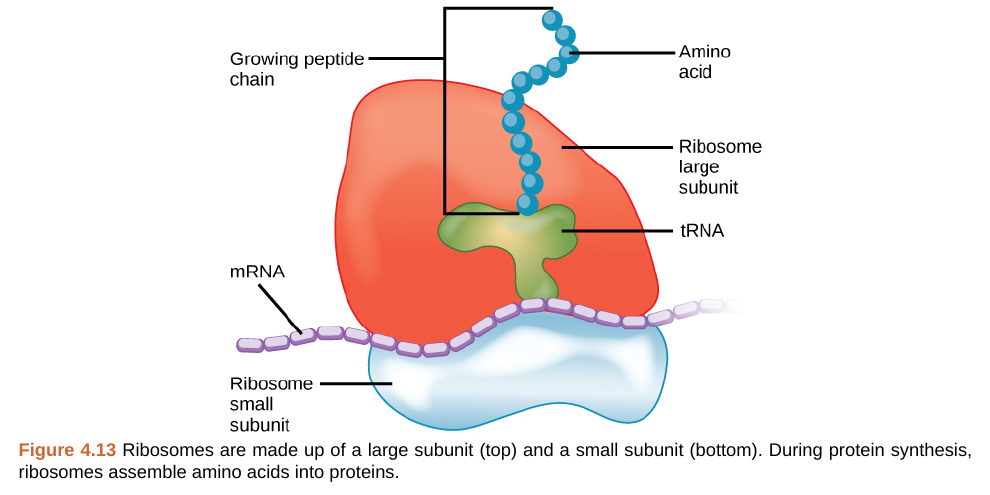 Growing peptide
chain
Amino
acid
Ribosome
large
subunit
tRNA
mRNA
Ribosome
small
subunit
Figure 4.13 Ribosomes are made up of a large subunit (top) and a small subunit (bottom). During protein synthesis,
ribosomes assemble amino acids into proteins.